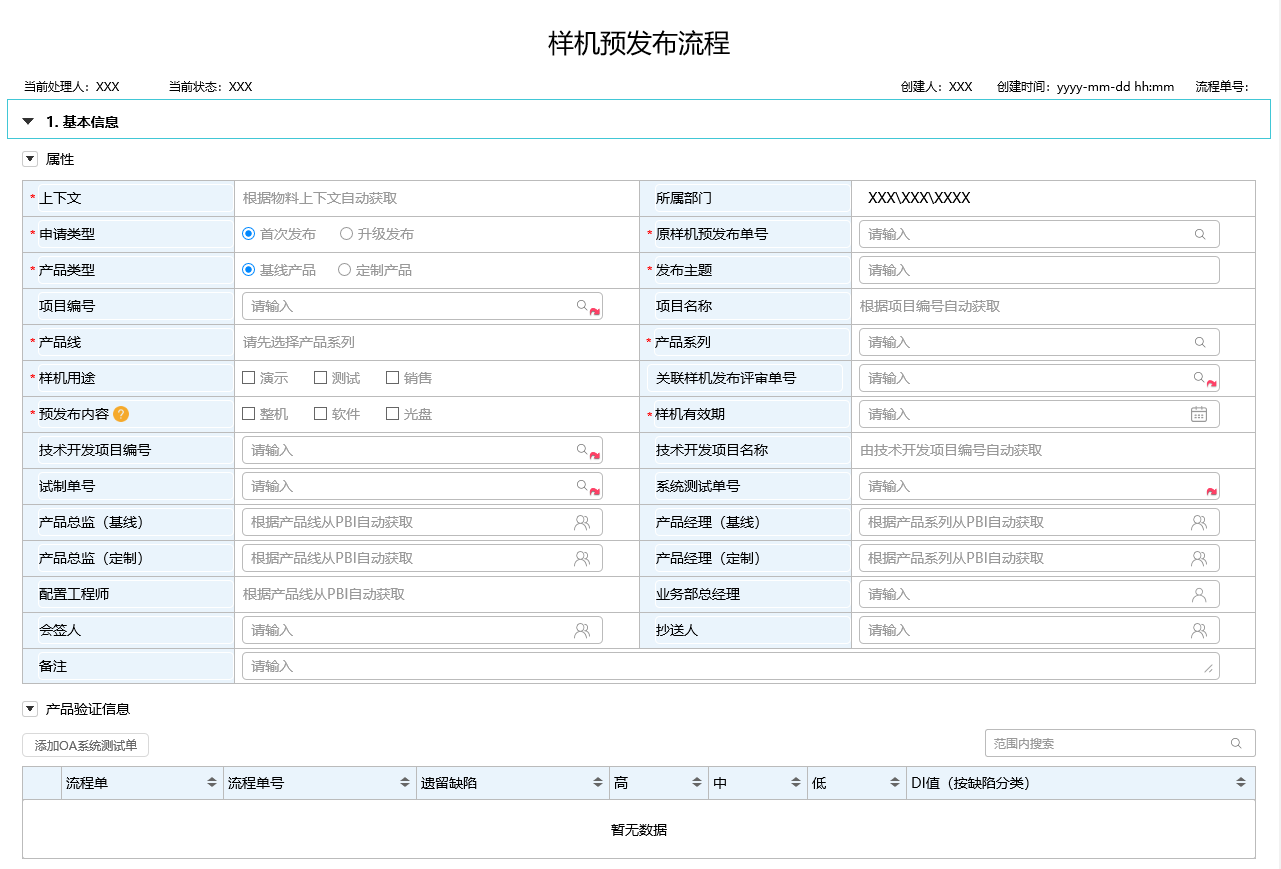 样机预发布流程
当前处理人：XXX 当前状态：XXX 创建人：XXX 创建时间：yyyy-mm-dd hh:mm 流程单号：
1. 基本信息
属性
* 上下文 根据物料上下文自动获取 所属部门 XXX\XXX\XXXX
* 申请类型 首次发布 升级发布 * 原样机预发布单号 请输入
* 产品类型 基线产品 定制产品 * 发布主题 请输入
项目编号 请输入 项目名称 根据项目编号自动获取
* 产品线 请先选择产品系列 * 产品系列 请输入
* 样机用途 演示 测试 销售 关联样机发布评审单号 请输入
* 预发布内容 ? 整机 软件 光盘 * 样机有效期 请输入
技术开发项目编号 请输入 技术开发项目名称 由技术开发项目编号自动获取
试制单号 请输入 系统测试单号 请输入
产品总监（基线） 根据产品线从PBI自动获取 产品经理（基线） 根据产品系列从PBI自动获取
产品总监（定制） 根据产品线从PBI自动获取 产品经理（定制） 根据产品系列从PBI自动获取
配置工程师 根据产品线从PBI自动获取 业务部总经理 请输入
会签人 请输入 抄送人 请输入
备注 请输入
产品验证信息
添加OA系统测试单 范围内搜索
流程单 流程单号 遗留缺陷 高 中 低 DI值（按缺陷分类）
暂无数据